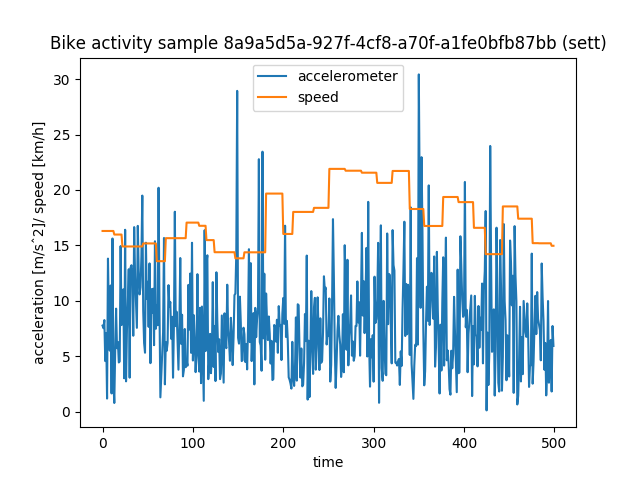 Bike activity sample 8a9a5d5a-927f-4cf8-a70f-a1fe0bfb87bb (sett)
accelerometer
speed
acceleration [m/s^2]/ speed [km/h]
30
25
20
15
10
5
0
0 100 200 300 400 500
time